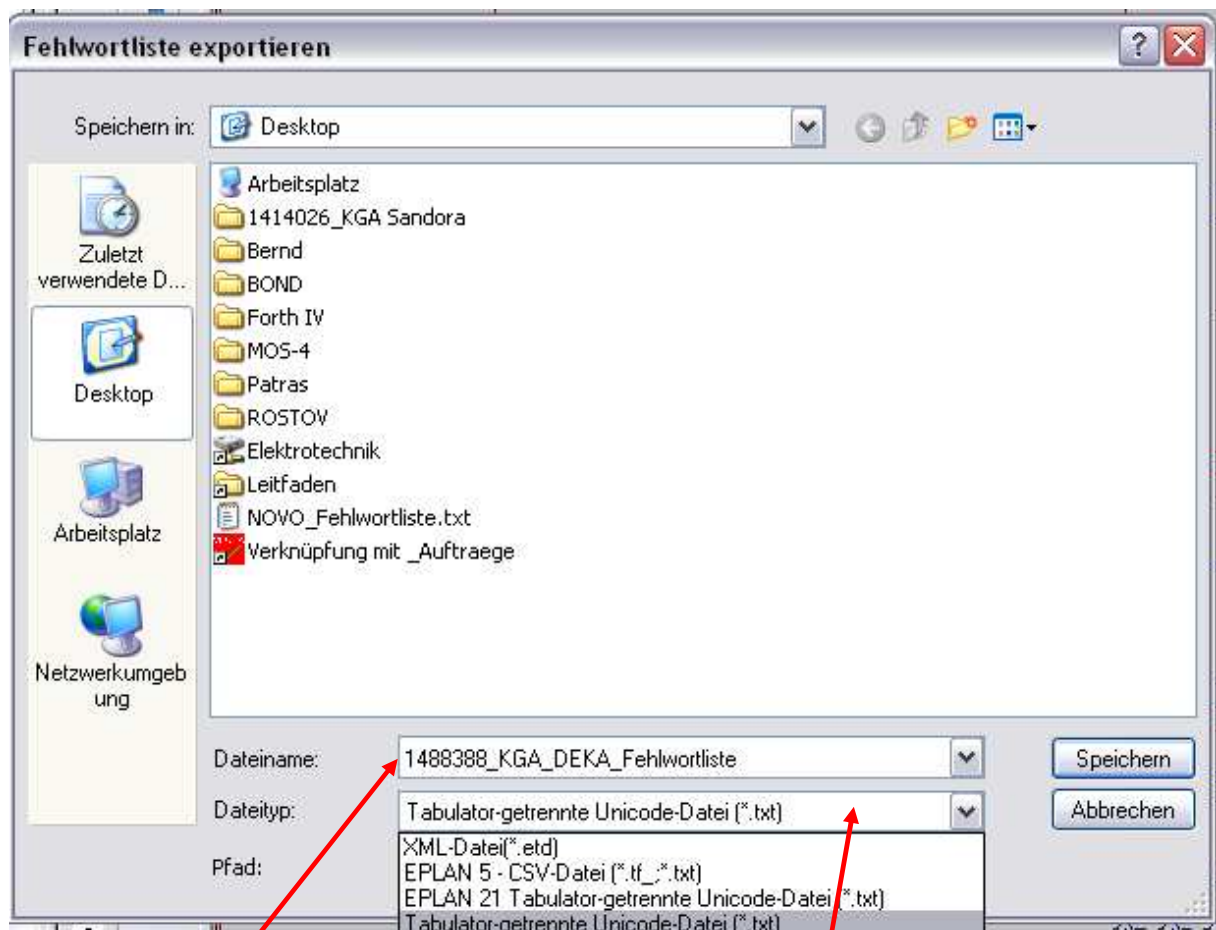 Fehlwortliste exportieren
Speichern in:
Desktop
Zuletzt
verwendete D...
Desktop
Arbeitsplatz
Netzwerkumgeb
ung
Arbeitsplatz
1414026_KGA Sandora
Bernd
BOND
Forth IV
MOS-4
Patras
ROSTOV
Elektrotechnik
Leitfaden
NOVO_Fehlwortliste.txt
Verknüpfung mit _Auftraege
Dateiname:
1488388_KGA_DEKA_Fehlwortliste
Speichern
Dateityp:
Tabulator-getrennte Unicode-Datei (*.txt)
Abbrechen
Pfad:
XML-Datei(*.etd)
EPLAN 5 - CSV-Datei (*.tf_;*.txt)
EPLAN 21 Tabulator-getrennte Unicode-Datei (*.txt)
Tabulator-getrennte Unicode-Datei (*.txt)